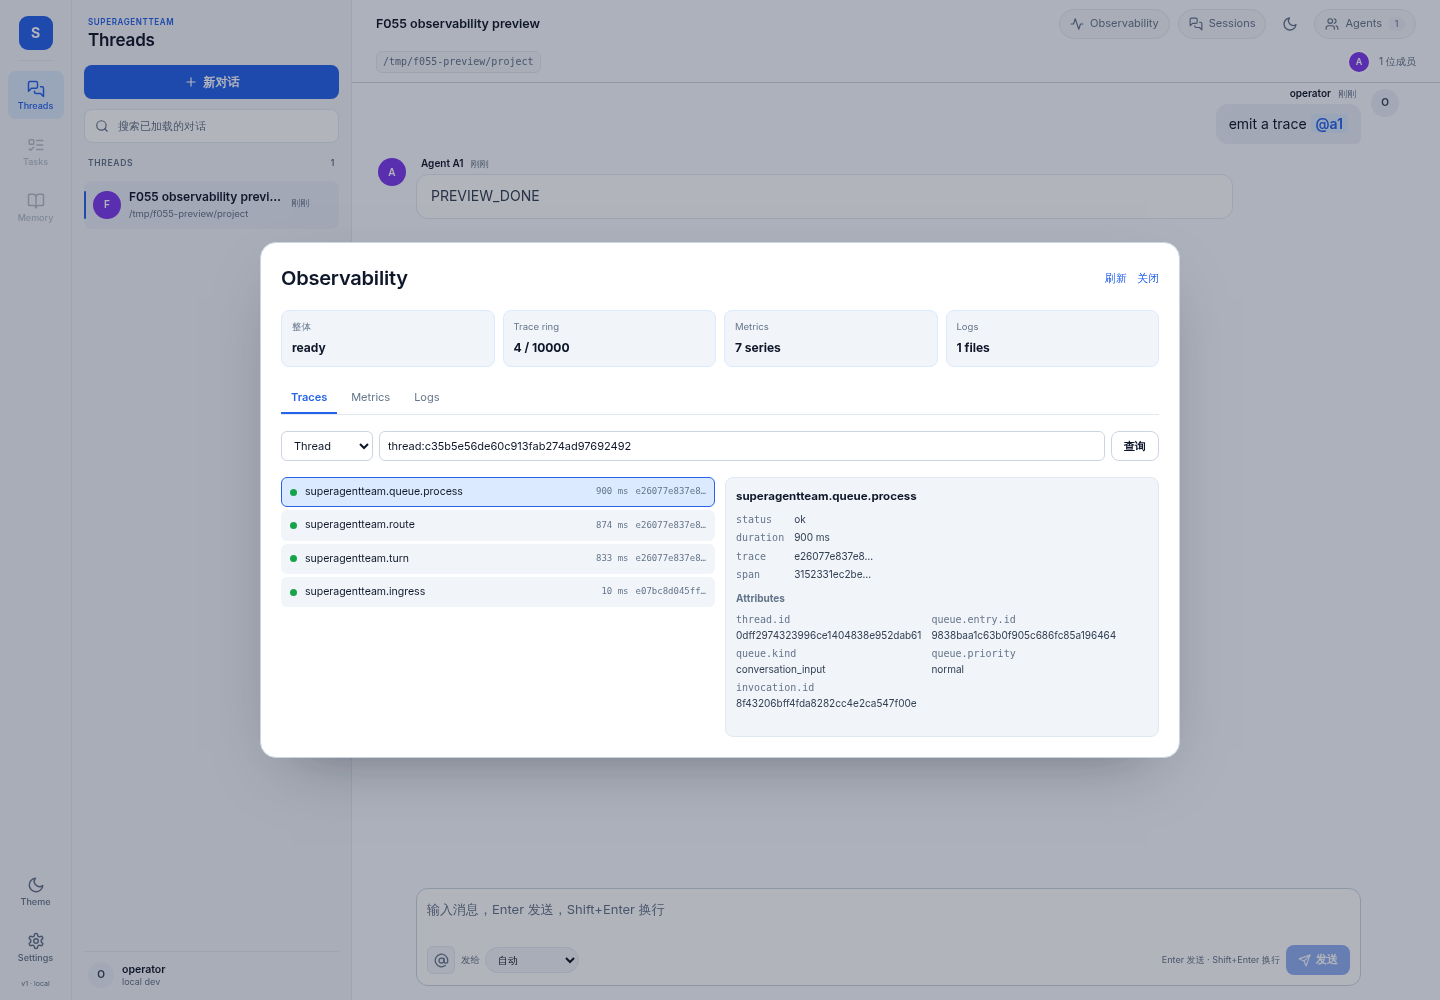 S
Threads
Tasks
Memory
Theme
Settings
v1 · local
SUPERAGENTTEAM
Threads
+ 新对话
搜索已加载的对话
THREADS 1
F
F055 observability previ... 刚刚
/tmp/f055-preview/project
O
operator
local dev
F055 observability preview
Observability
Sessions
Agents 1
/tmp/f055-preview/project
A
1 位成员
operator 刚刚
O
emit a trace @a1
A
Agent A1 刚刚
PREVIEW_DONE
Observability
刷新 关闭
整体
ready
Trace ring
4 / 10000
Metrics
7 series
Logs
1 files
Traces Metrics Logs
Thread
thread:c35b5e56de60c913fab274ad97692492
查询
superagentteam.queue.process 900 ms e26077e837e8…
superagentteam.route 874 ms e26077e837e8…
superagentteam.turn 833 ms e26077e837e8…
superagentteam.ingress 10 ms e07bc8d045ff…
superagentteam.queue.process
status ok
duration 900 ms
trace e26077e837e8...
span 3152331ec2be...
Attributes
thread.id
0dff2974323996ce1404838e952dab61
queue.entry.id
9838baa1c63b0f905c686fc85a196464
queue.kind
conversation_input
queue.priority
normal
invocation.id
8f43206bff4fda8282cc4e2ca547f00e
输入消息，Enter 发送，Shift+Enter 换行
@ 发给 自动
Enter 发送 · Shift+Enter 换行
发送